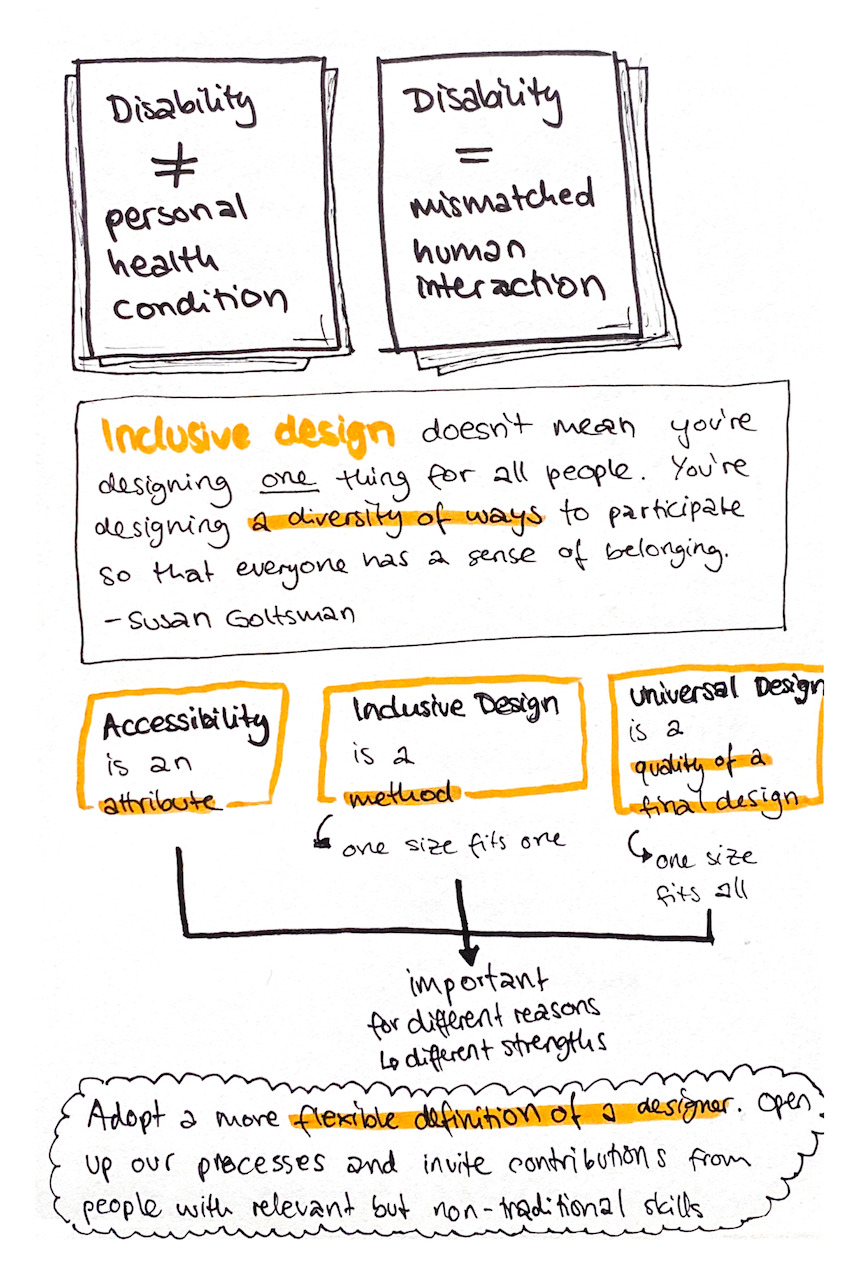 Disability
≠
personal
health
condition
Disability
=
mismatched
human
interaction
Inclusive design doesn't mean you're
designing one thing for all people. You're
designing a diversity of ways to participate
so that everyone has a sense of belonging.
- Susan Goltsman
Accessibility
is an
attribute
Inclusive Design
is a
method
one size fits one
Universal Design
is a
quality of a
final design
one size
fits all
important
for different reasons
↳ different strengths
Adopt a more flexible definition of a designer. Open
up our processes and invite contributions from
people with relevant but non-traditional skills